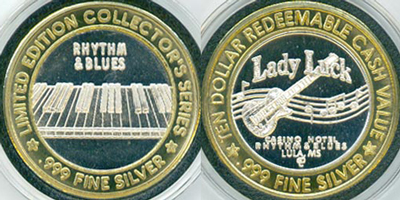 LIMITED EDITION COLLECTOR'S SERIES
RHYTHM
& BLUES
.999 FINE SILVER
TEN DOLLAR REDEEMABLE CASH VALUE
Lady Luck
CASINO HOTEL
RHYTHM & BLUES
LULA, MS
.999 FINE SILVER